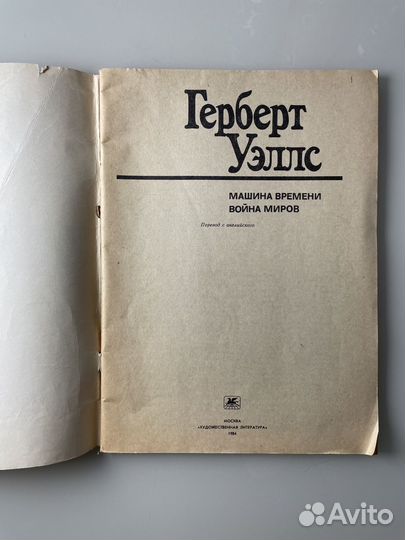 Герберт
Уэллс
МАШИНА ВРЕМЕНИ
ВОЙНА МИРОВ
Перевод с английского
МОСКВА
«ХУДОЖЕСТВЕННАЯ ЛИТЕРАТУРА»
1984
Avito